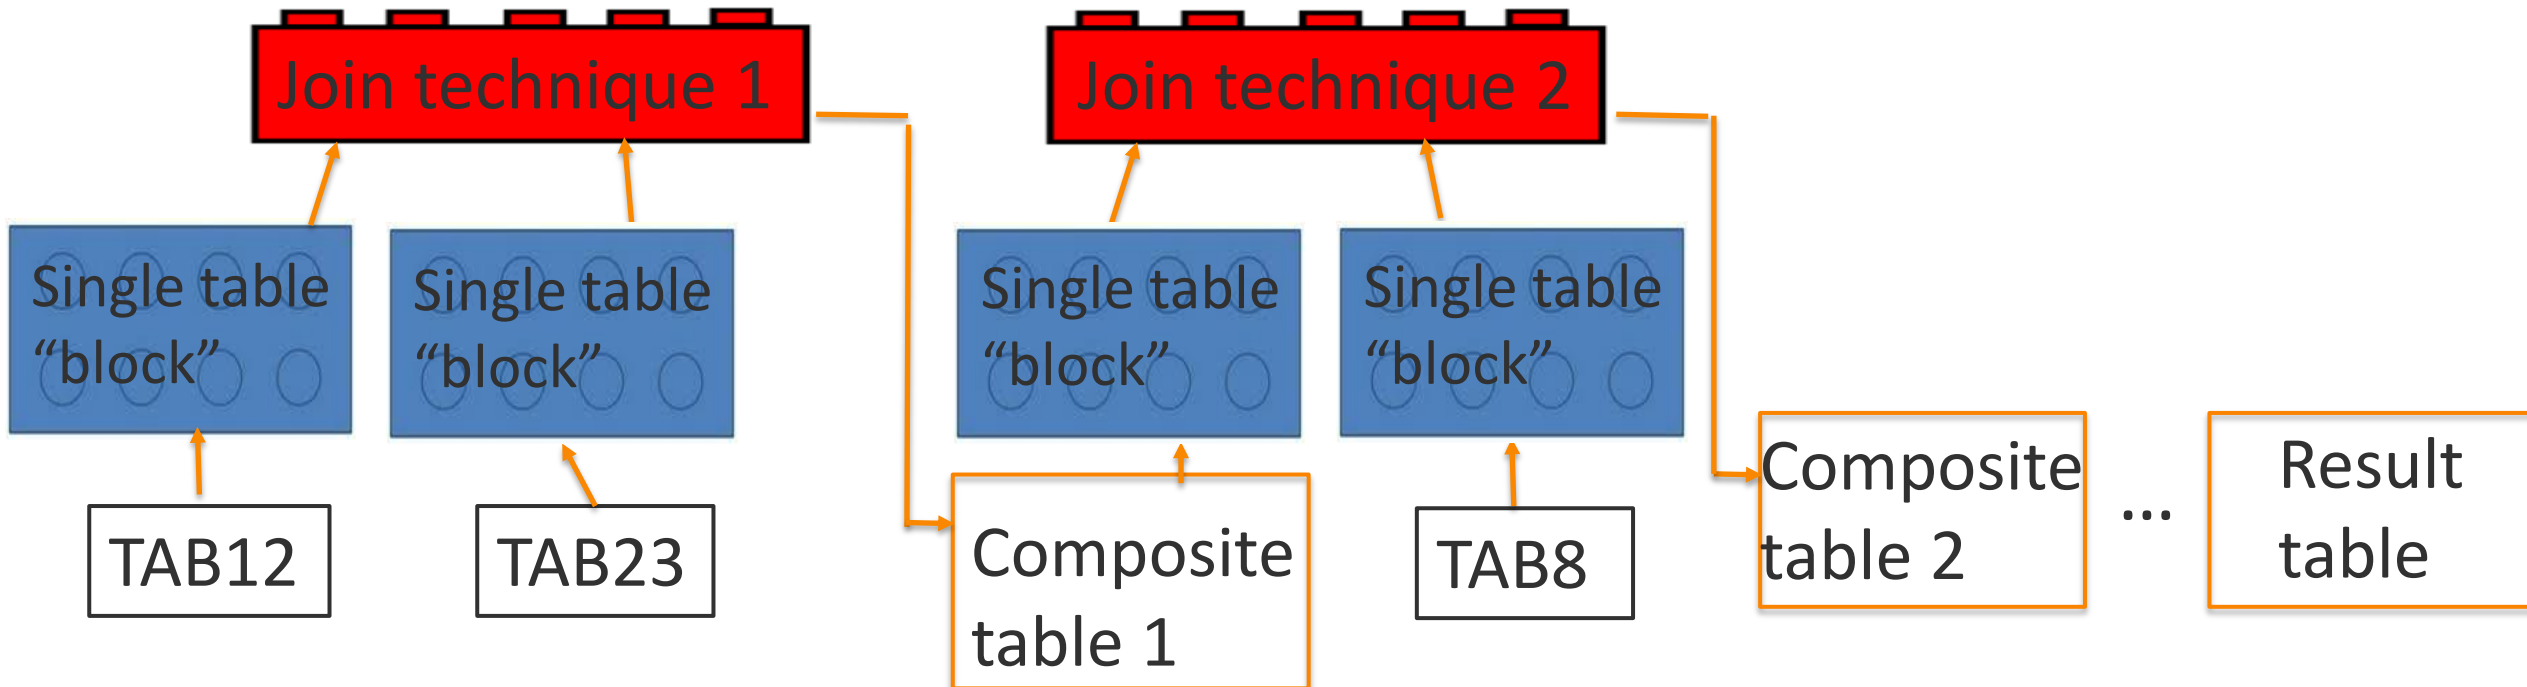 Join technique 1
Join technique 2
Single table
“block”
Single table
“block”
Single table
“block”
Single table
“block”
TAB12
TAB23
Composite
table 1
TAB8
Composite
table 2
...
Result
table